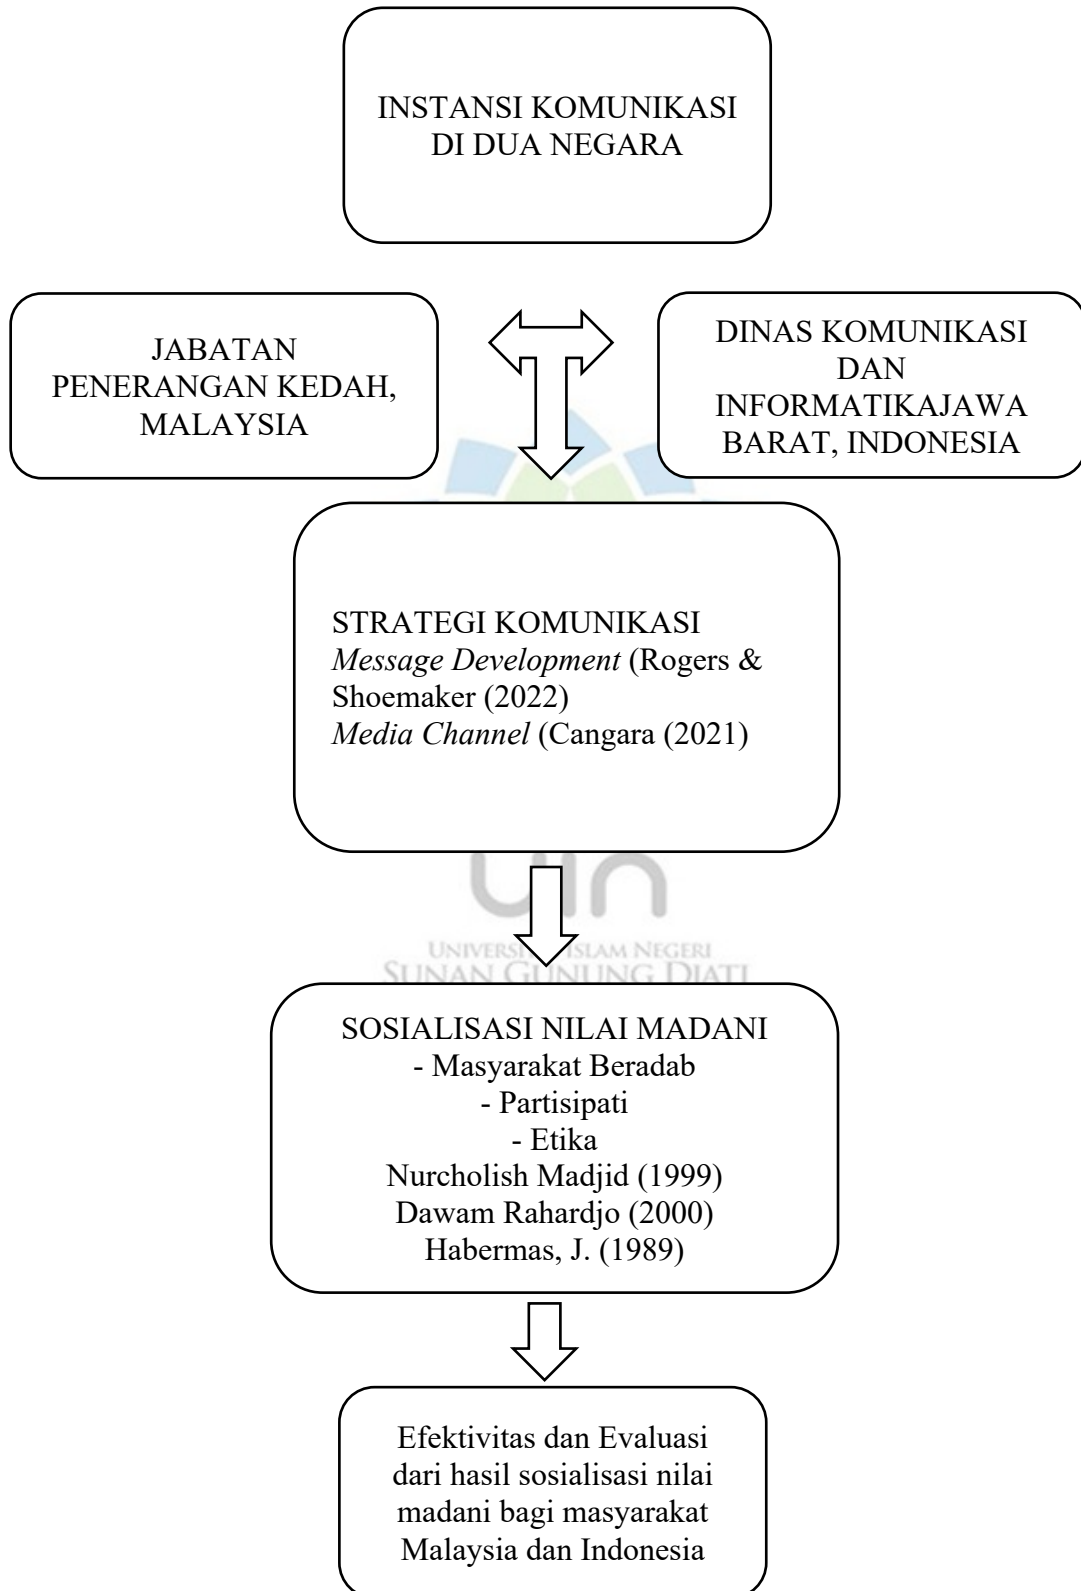 INSTANSI KOMUNIKASI
DI DUA NEGARA
JABATAN
PENERANGAN KEDAH,
MALAYSIA
DINAS KOMUNIKASI
DAN
INFORMATIKAJAWA
BARAT, INDONESIA
STRATEGI KOMUNIKASI
Message Development (Rogers &
Shoemaker (2022)
Media Channel (Cangara (2021)
uin
UNIVERSITAS ISLAM NEGERI
SUNAN GUNUNG DJATI
SOSIALISASI NILAI MADANI
- Masyarakat Beradab
- Partisipati
- Etika
Nurcholish Madjid (1999)
Dawam Rahardjo (2000)
Habermas, J. (1989)
Efektivitas dan Evaluasi
dari hasil sosialisasi nilai
madani bagi masyarakat
Malaysia dan Indonesia